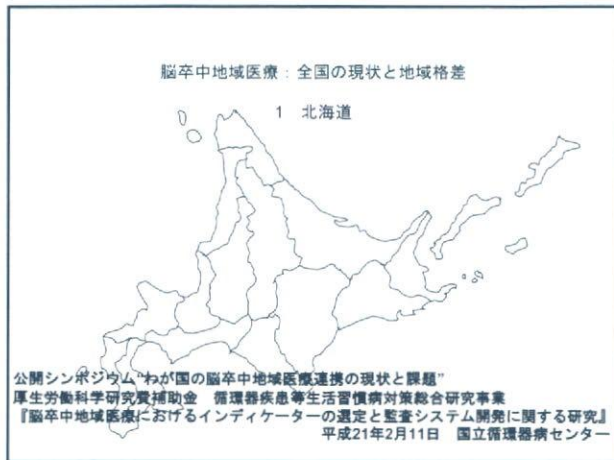 脳卒中地域医療：全国の現状と地域格差
1　北海道
公開シンポジウム“わが国の脳卒中地域医療連携の現状と課題”
厚生労働科学研究費補助金　循環器疾患等生活習慣病対策総合研究事業
『脳卒中地域医療におけるインディケーターの選定と監査システム開発に関する研究』
平成21年2月11日　国立循環器病センター